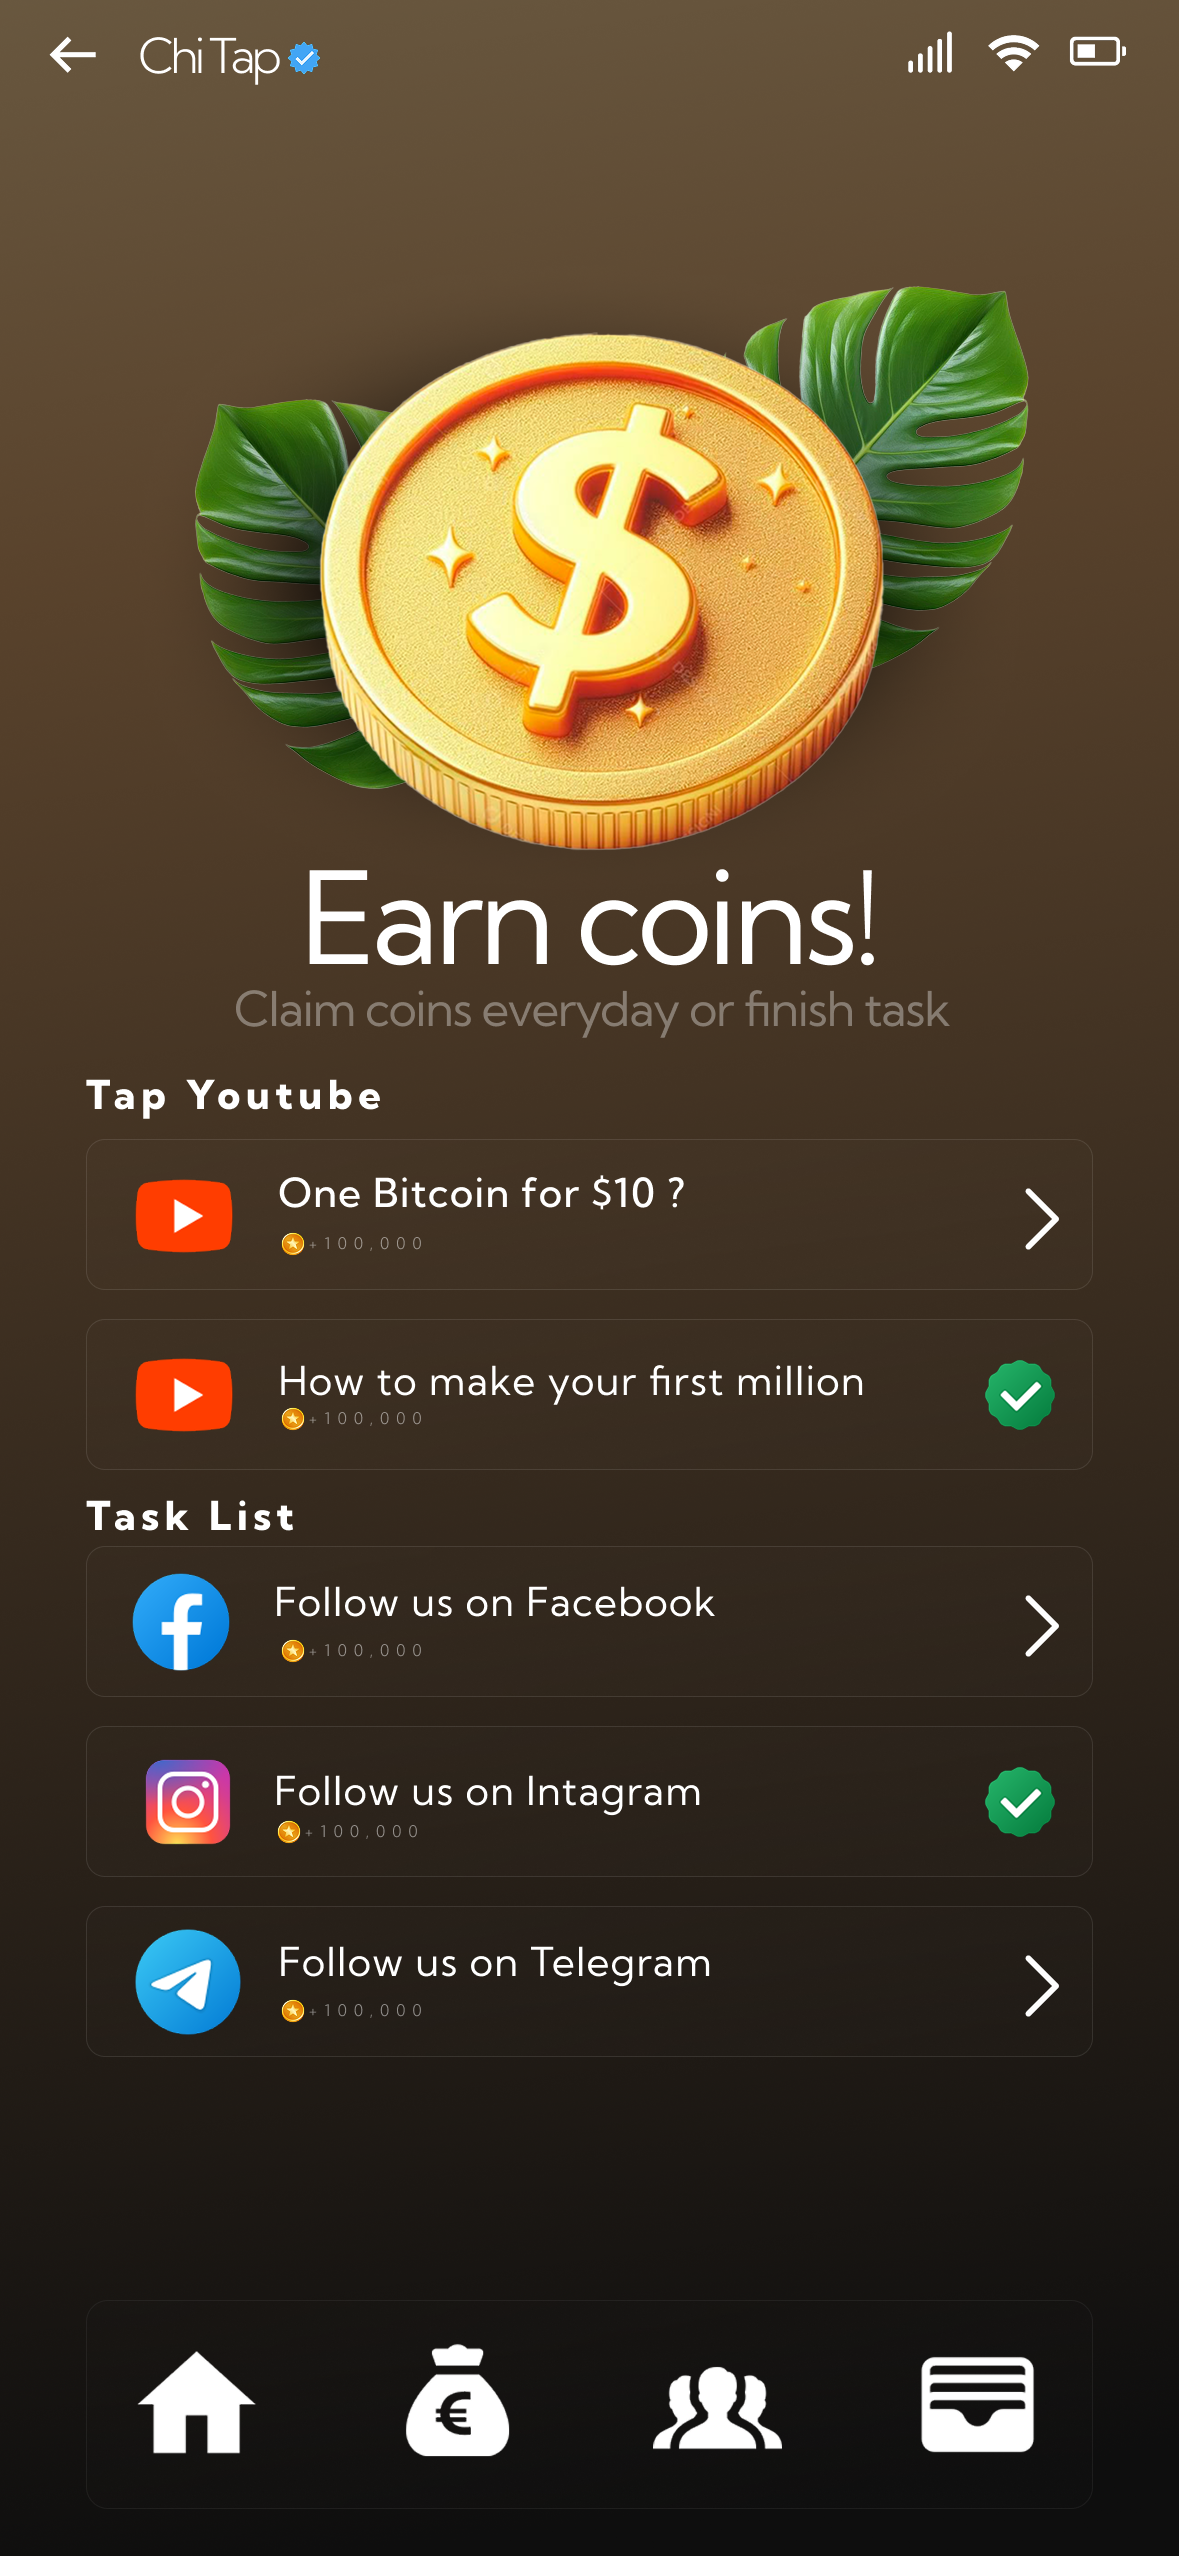 Chi Tap
Earn coins!
Claim coins everyday or finish task
Tap Youtube
One Bitcoin for $10 ?
+100,000
How to make your first million
+100,000
Task List
Follow us on Facebook
+100,000
Follow us on Intagram
+100,000
Follow us on Telegram
+100,000